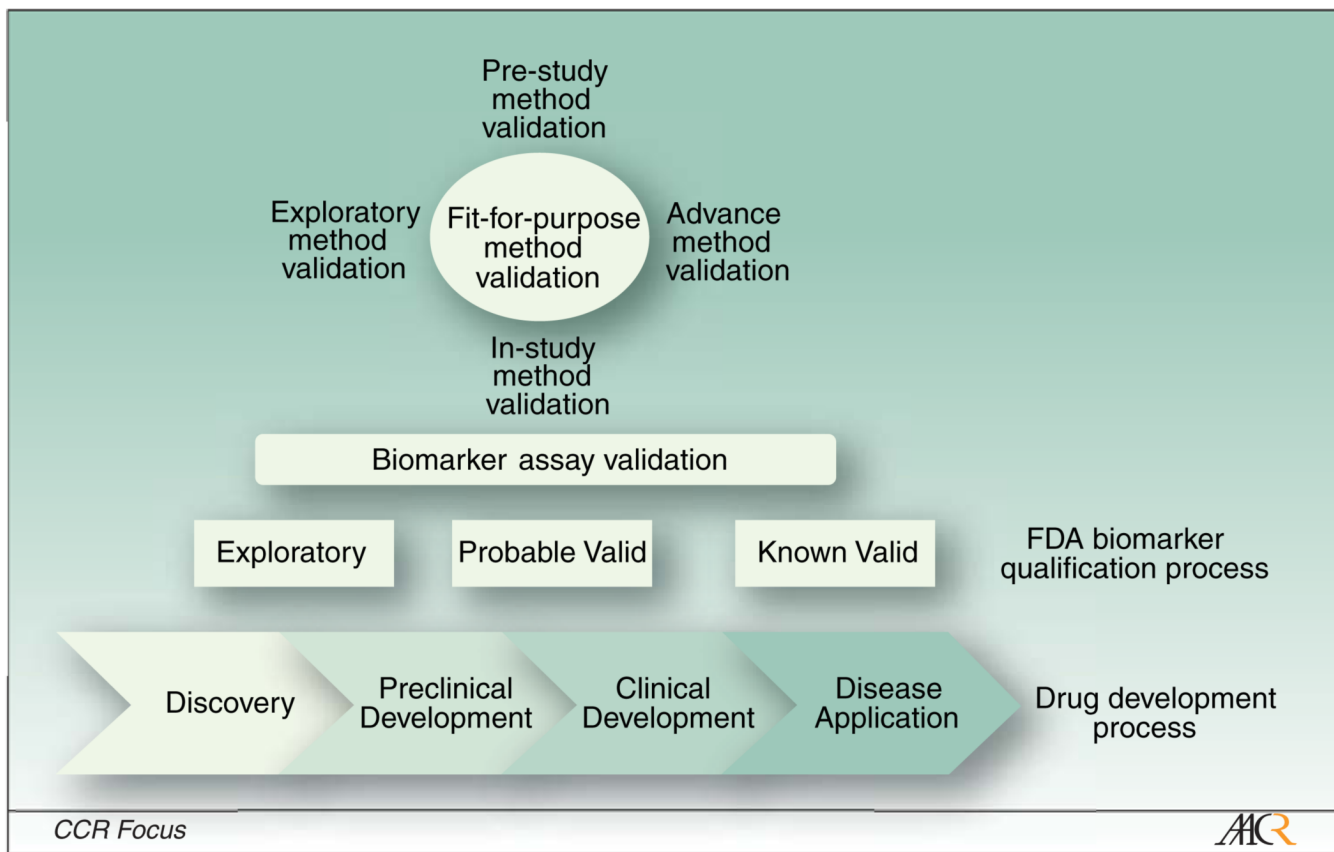 Pre-study
method
validation
Exploratory
method
validation
Fit-for-purpose
method
validation
Advance
method
validation
In-study
method
validation
Biomarker assay validation
Exploratory
Probable Valid
Known Valid
FDA biomarker
qualification process
Discovery
Preclinical
Development
Clinical
Development
Disease
Application
Drug development
process
CCR Focus
AACR